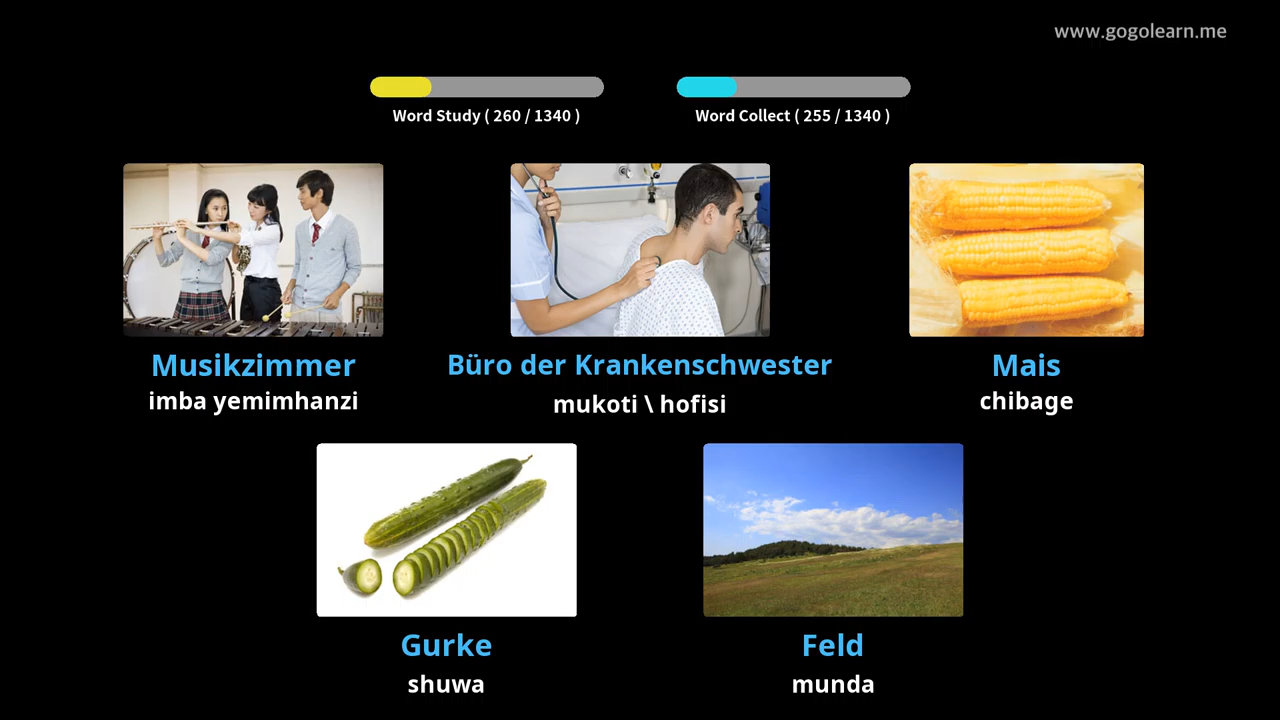 www.gogolearn.me
Word Study ( 260 / 1340 )
Word Collect ( 255 / 1340 )
Musikzimmer
imba yemimhanzi
Büro der Krankenschwester
mukoti \ hofisi
Mais
chibage
Gurke
shuwa
Feld
munda